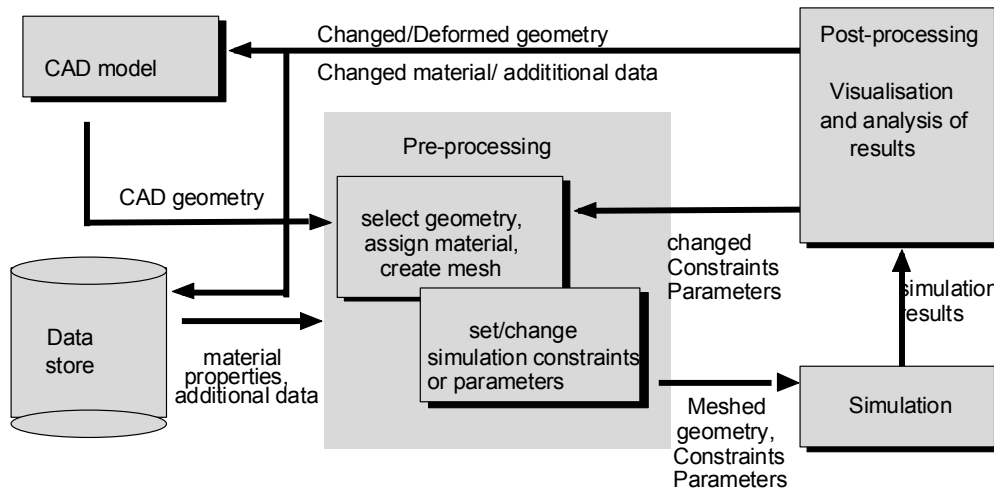 CAD model
Changed/Deformed geometry
Changed material/ addititional data
Post-processing
Visualisation
and analysis of
results
Pre-processing
CAD geometry
select geometry,
assign material,
create mesh
changed
Constraints
Parameters
simulation
results
Data
store
material
properties,
additional data
set/change
simulation constraints
or parameters
Meshed
geometry,
Constraints
Parameters
Simulation